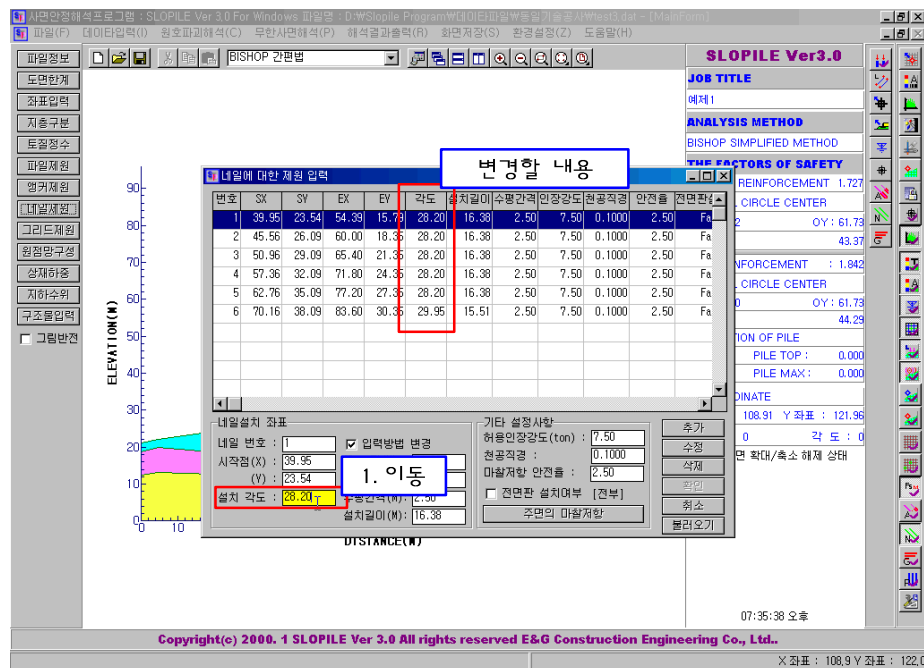 사면안정해석프로그램 : SLOPILE Ver 3.0 For Windows 파일명 : D:₩Slopile Program₩데이타파일₩동일기술공사₩test3.dat - [MainForm]
파일(F) 데이타입력(I) 원호파괴해석(C) 무한사면해석(P) 해석결과출력(R) 화면저장(S) 환경설정(Z) 도움말(H)
파일정보
도면한계
좌표입력
지층구분
토질정수
파일제원
앵커제원
네일제원
그리드제원
원점망구성
상재하중
지하수위
구조물입력
그림반전
BISHOP 간편법
변경할 내용
네일에 대한 제원 입력
번호 SX SY EX EY 각도 설치길이 수평간격 인장강도 천공직경 안전율 전면판
1 39.95 23.54 54.39 15.79 28.20 16.38 2.50 7.50 0.1000 2.50 Fa
2 45.56 26.09 60.00 18.35 28.20 16.38 2.50 7.50 0.1000 2.50 Fa
3 50.96 29.09 65.40 21.35 28.20 16.38 2.50 7.50 0.1000 2.50 Fa
4 57.36 32.09 71.80 24.35 28.20 16.38 2.50 7.50 0.1000 2.50 Fa
5 62.76 35.09 77.20 27.35 28.20 16.38 2.50 7.50 0.1000 2.50 Fa
6 70.16 38.09 83.60 30.35 29.95 15.51 2.50 7.50 0.1000 2.50 Fa
네일설치 좌표
네일 번호 : 1
입력방법 변경
시작점(X) : 39.95
(Y) : 23.54
1. 이동
설치 각도 : 28.20
수평간격(M): 2.50
설치길이(M): 16.38
기타 설정사항
허용인장강도(ton) : 7.50
천공직경 : 0.1000
마찰저항 안전율 : 2.50
전면판 설치여부 [전부]
주면의 마찰저항
추가
수정
삭제
확인
취소
불러오기
ELEVATION(M)
90
80
70
60
50
40
30
20
10
0
0 10
DISTANCE(M)
SLOPILE Ver3.0
JOB TITLE
예제1
ANALYSIS METHOD
BISHOP SIMPLIFIED METHOD
THE FACTORS OF SAFETY
REINFORCEMENT 1.727
CIRCLE CENTER
2 OY : 61.73
43.37
NFORCEMENT : 1.842
CIRCLE CENTER
0 OY : 61.73
44.29
ION OF PILE
PILE TOP : 0.000
PILE MAX : 0.000
DINATE
108.91 Y 좌표 : 121.96
0 각 도 : 0
면 확대/축소 해제 상태
07:35:38 오후
Copyright(c) 2000. 1 SLOPILE Ver 3.0 All rights reserved E&G Construction Engineering Co., Ltd..
X 좌표 : 108.9 Y 좌표 : 122.0